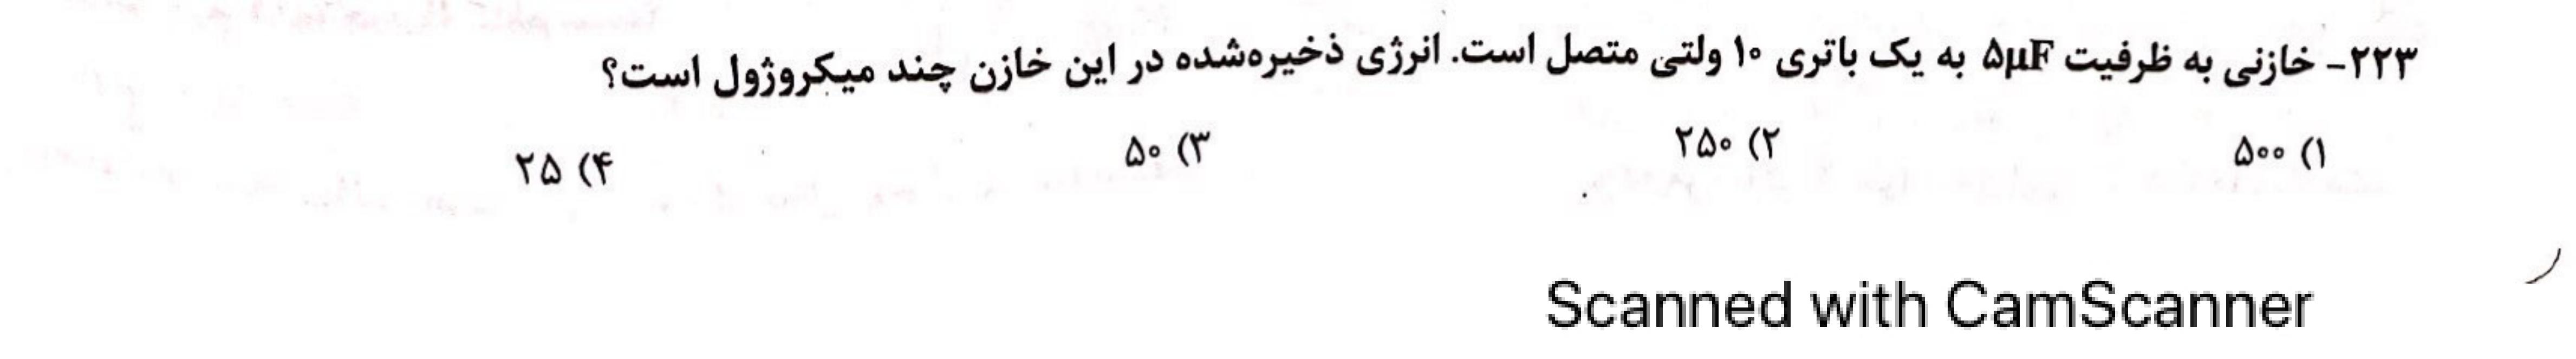 ۲۲۳- خازنی به ظرفیت ۵μF به یک باتری ۱۰ ولتی متصل است. انرژی ذخیره‌شده در این خازن چند میکروژول است؟
۱) ۵۰۰ ۲) ۲۵۰ ۳) ۵۰ ۴) ۲۵
Scanned with CamScanner